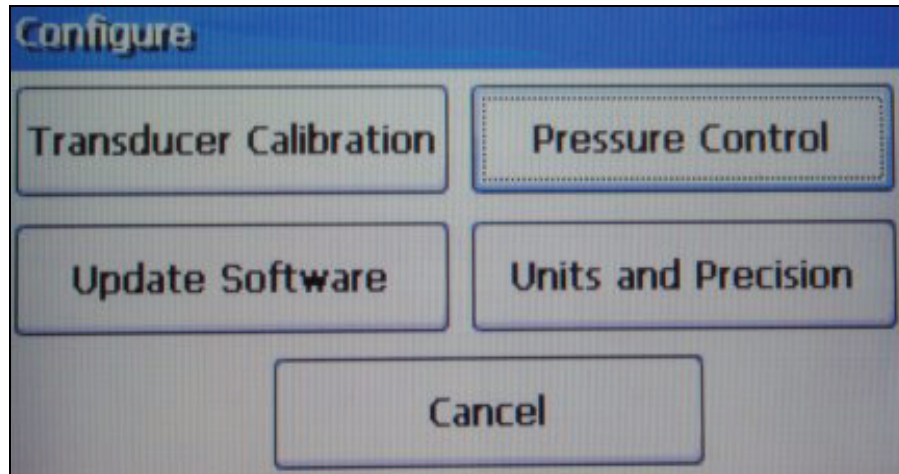 Configure
Transducer Calibration
Pressure Control
Update Software
Units and Precision
Cancel